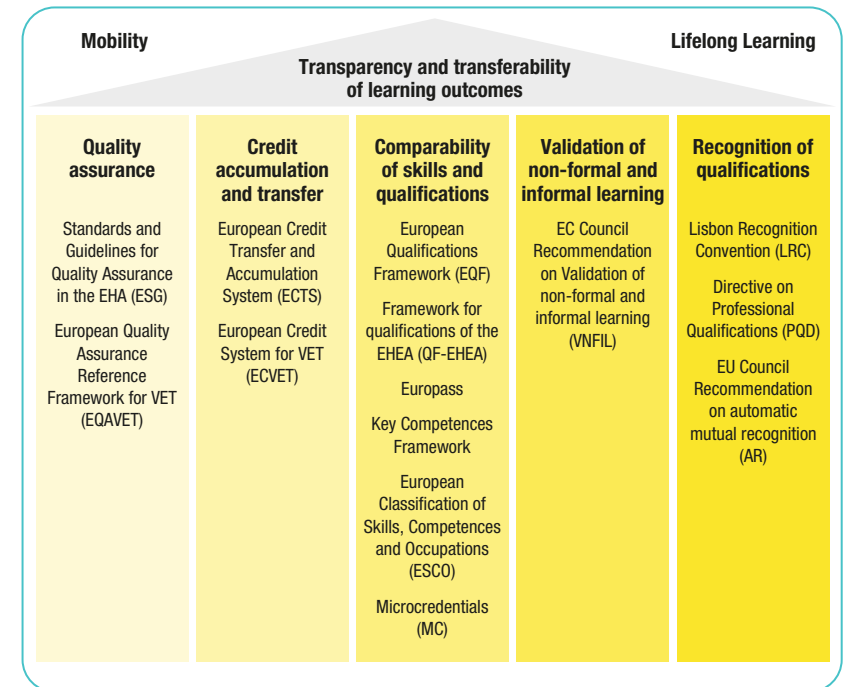 Mobility
Lifelong Learning
Transparency and transferability
of learning outcomes
Quality
assurance
Standards and
Guidelines for
Quality Assurance
in the EHA (ESG)
European Quality
Assurance
Reference
Framework for VET
(EQAVET)
Credit
accumulation
and transfer
European Credit
Transfer and
Accumulation
System (ECTS)
European Credit
System for VET
(ECVET)
Comparability
of skills and
qualifications
European
Qualifications
Framework (EQF)
Framework for
qualifications of the
EHEA (QF-EHEA)
Europass
Key Competences
Framework
European
Classification of
Skills, Competences
and Occupations
(ESCO)
Microcredentials
(MC)
Validation of
non-formal and
informal learning
EC Council
Recommendation
on Validation of
non-formal and
informal learning
(VNFIL)
Recognition of
qualifications
Lisbon Recognition
Convention (LRC)
Directive on
Professional
Qualifications (PQD)
EU Council
Recommendation
on automatic
mutual recognition
(AR)